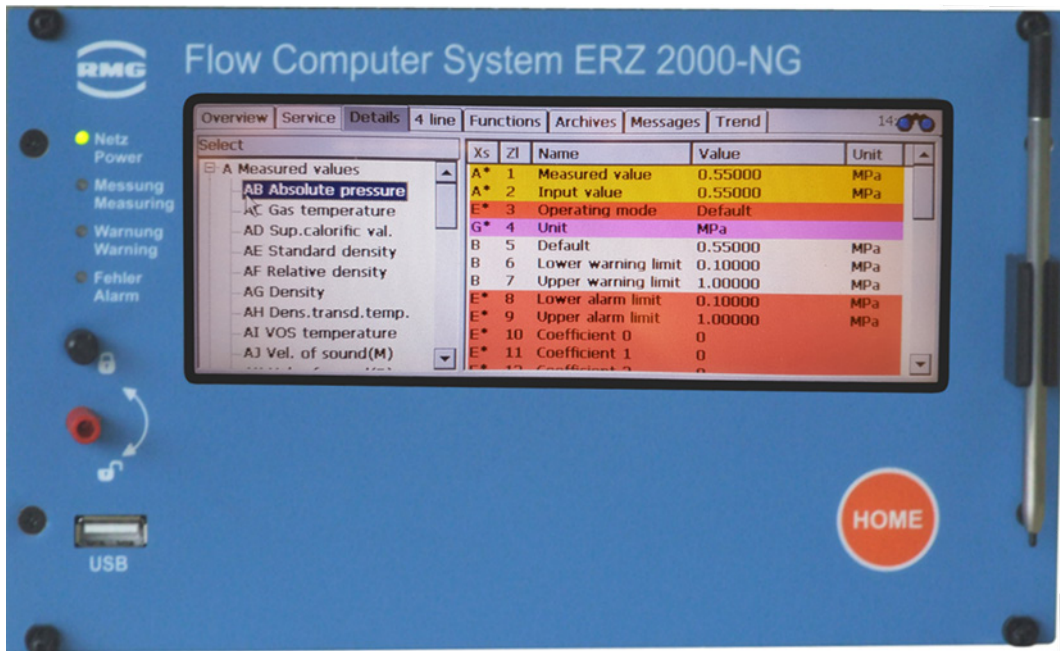 RMG
Flow Computer System ERZ 2000-NG
Netz
Power
Messung
Measuring
Warnung
Warning
Fehler
Alarm
Overview Service Details 4 line Functions Archives Messages Trend 14:
Select
A Measured values
AB Absolute pressure
AC Gas temperature
AD Sup.calorific val.
AE Standard density
AF Relative density
AG Density
AH Dens.transd.temp.
AI VOS temperature
AJ Vel. of sound(M)
Xs Zl Name Value Unit
A* 1 Measured value 0.55000 MPa
A* 2 Input value 0.55000 MPa
E* 3 Operating mode Default
G* 4 Unit MPa
B 5 Default 0.55000 MPa
B 6 Lower warning limit 0.10000 MPa
B 7 Upper warning limit 1.00000 MPa
E* 8 Lower alarm limit 0.10000 MPa
E* 9 Upper alarm limit 1.00000 MPa
E* 10 Coefficient 0 0
E* 11 Coefficient 1 0
HOME
USB